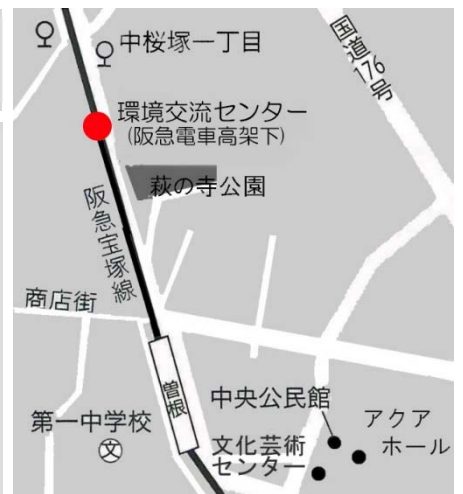 中桜塚一丁目
国道176号
環境交流センター
(阪急電車高架下)
萩の寺公園
阪急宝塚線
商店街
曽根
中央公民館
アクア
ホール
第一中学校
文
文化芸術
センター